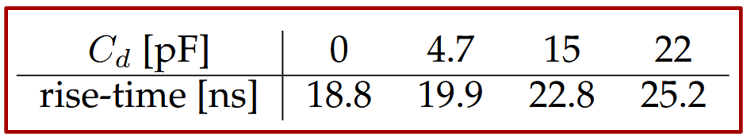 C_d [pF] 0 4.7 15 22
rise-time [ns] 18.8 19.9 22.8 25.2